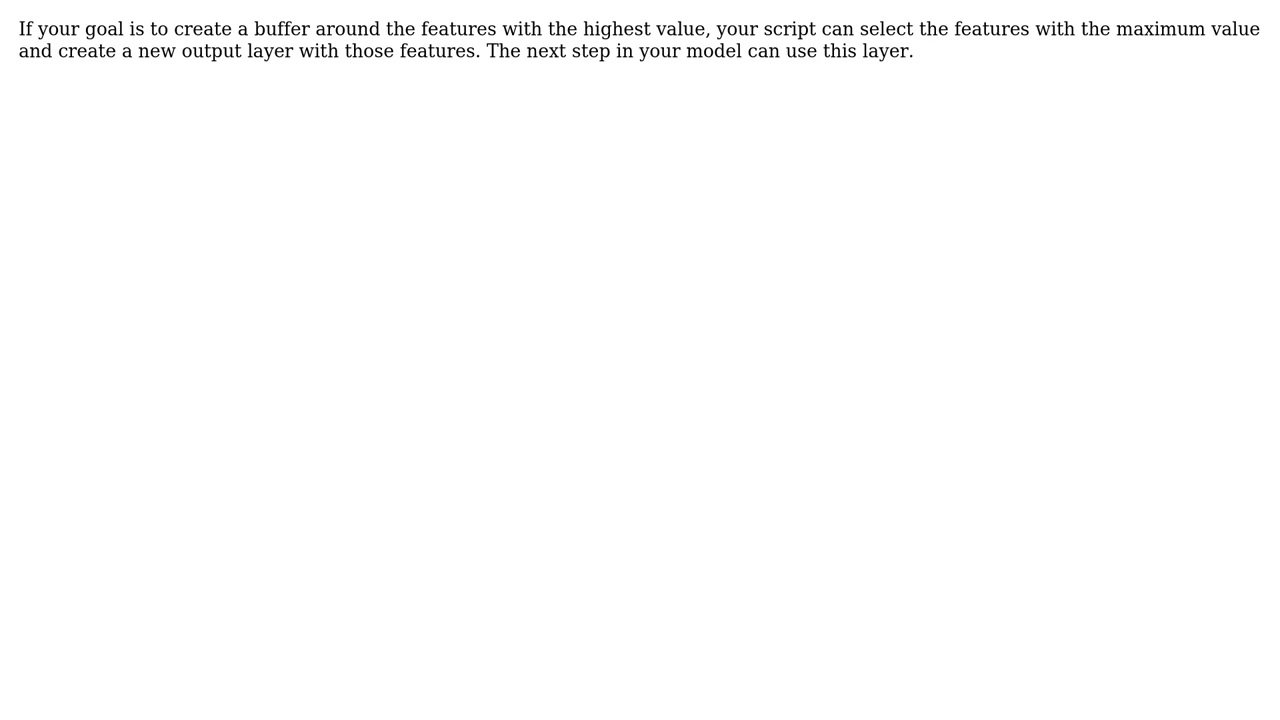 If your goal is to create a buffer around the features with the highest value, your script can select the features with the maximum value
and create a new output layer with those features. The next step in your model can use this layer.